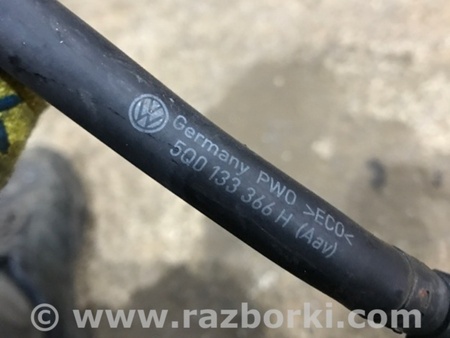 Germany PWO >ECO<
5Q0 133 366 H (Aav)
© www.razborki.com ®